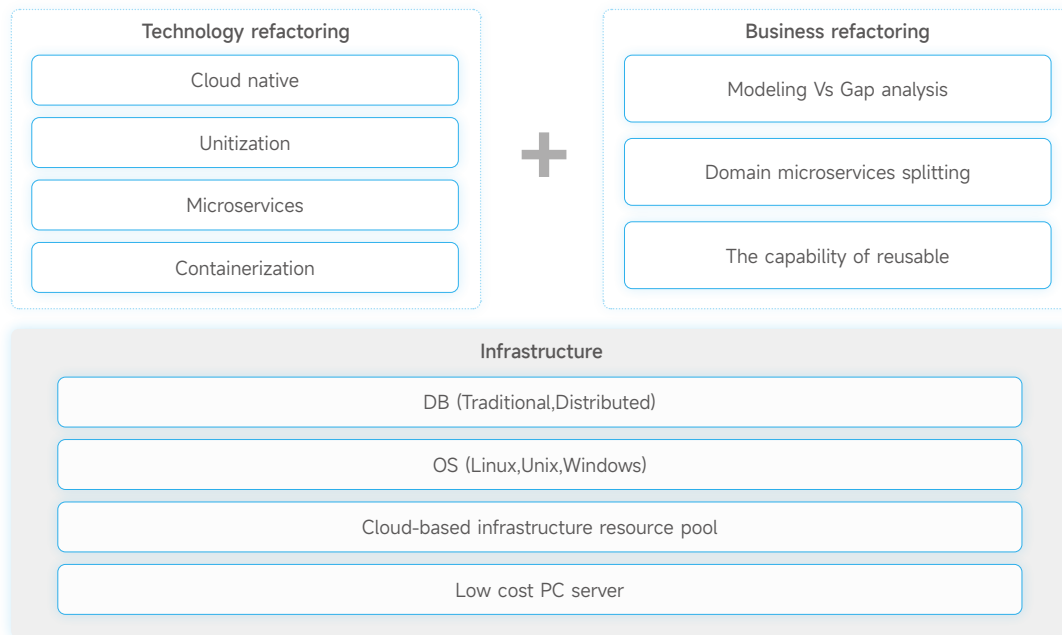 Technology refactoring
Cloud native
Unitization
Microservices
Containerization
Business refactoring
Modeling Vs Gap analysis
Domain microservices splitting
The capability of reusable
Infrastructure
DB (Traditional,Distributed)
OS (Linux,Unix,Windows)
Cloud-based infrastructure resource pool
Low cost PC server